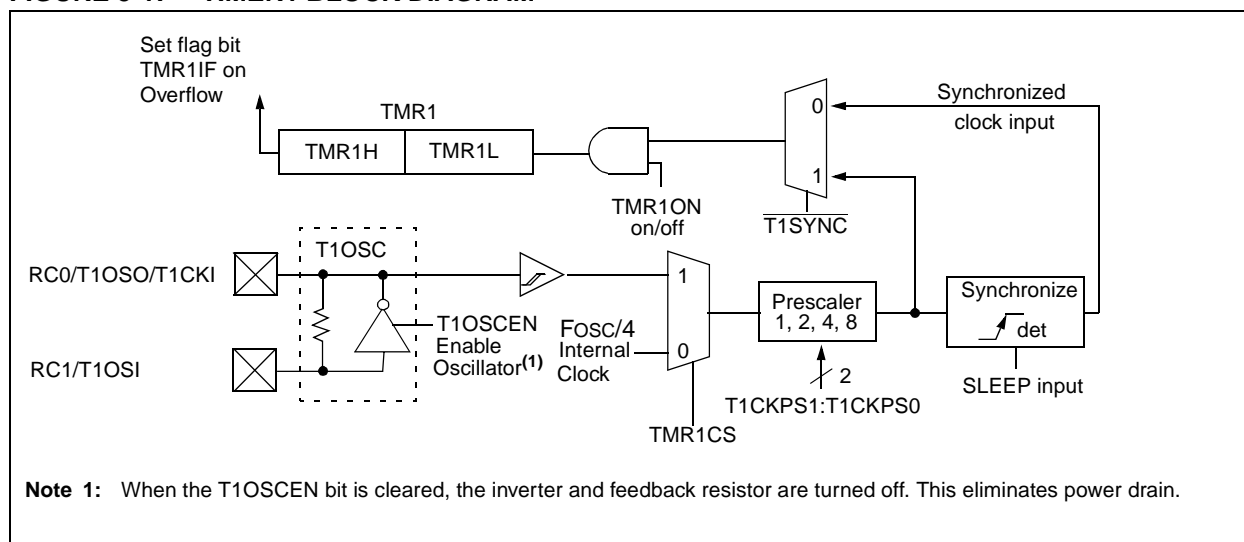 Set flag bit
TMR1IF on
Overflow
TMR1
TMR1H
TMR1L
0
1
Synchronized
clock input
TMR1ON
on/off
T1SYNC
T1OSC
RC0/T1OSO/T1CKI
RC1/T1OSI
T1OSCEN
Enable
Oscillator(1)
FOSC/4
Internal
Clock
1
0
TMR1CS
Prescaler
1, 2, 4, 8
2
T1CKPS1:T1CKPS0
Synchronize
det
SLEEP input
Note 1: When the T1OSCEN bit is cleared, the inverter and feedback resistor are turned off. This eliminates power drain.